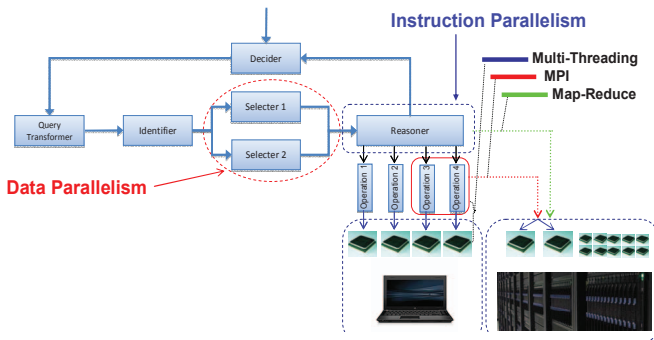 Instruction Parallelism
Multi-Threading
MPI
Map-Reduce
Decider
Query
Transformer
Identifier
Selecter 1
Selecter 2
Reasoner
Data Parallelism
Operation 1
Operation 2
Operation 3
Operation 4